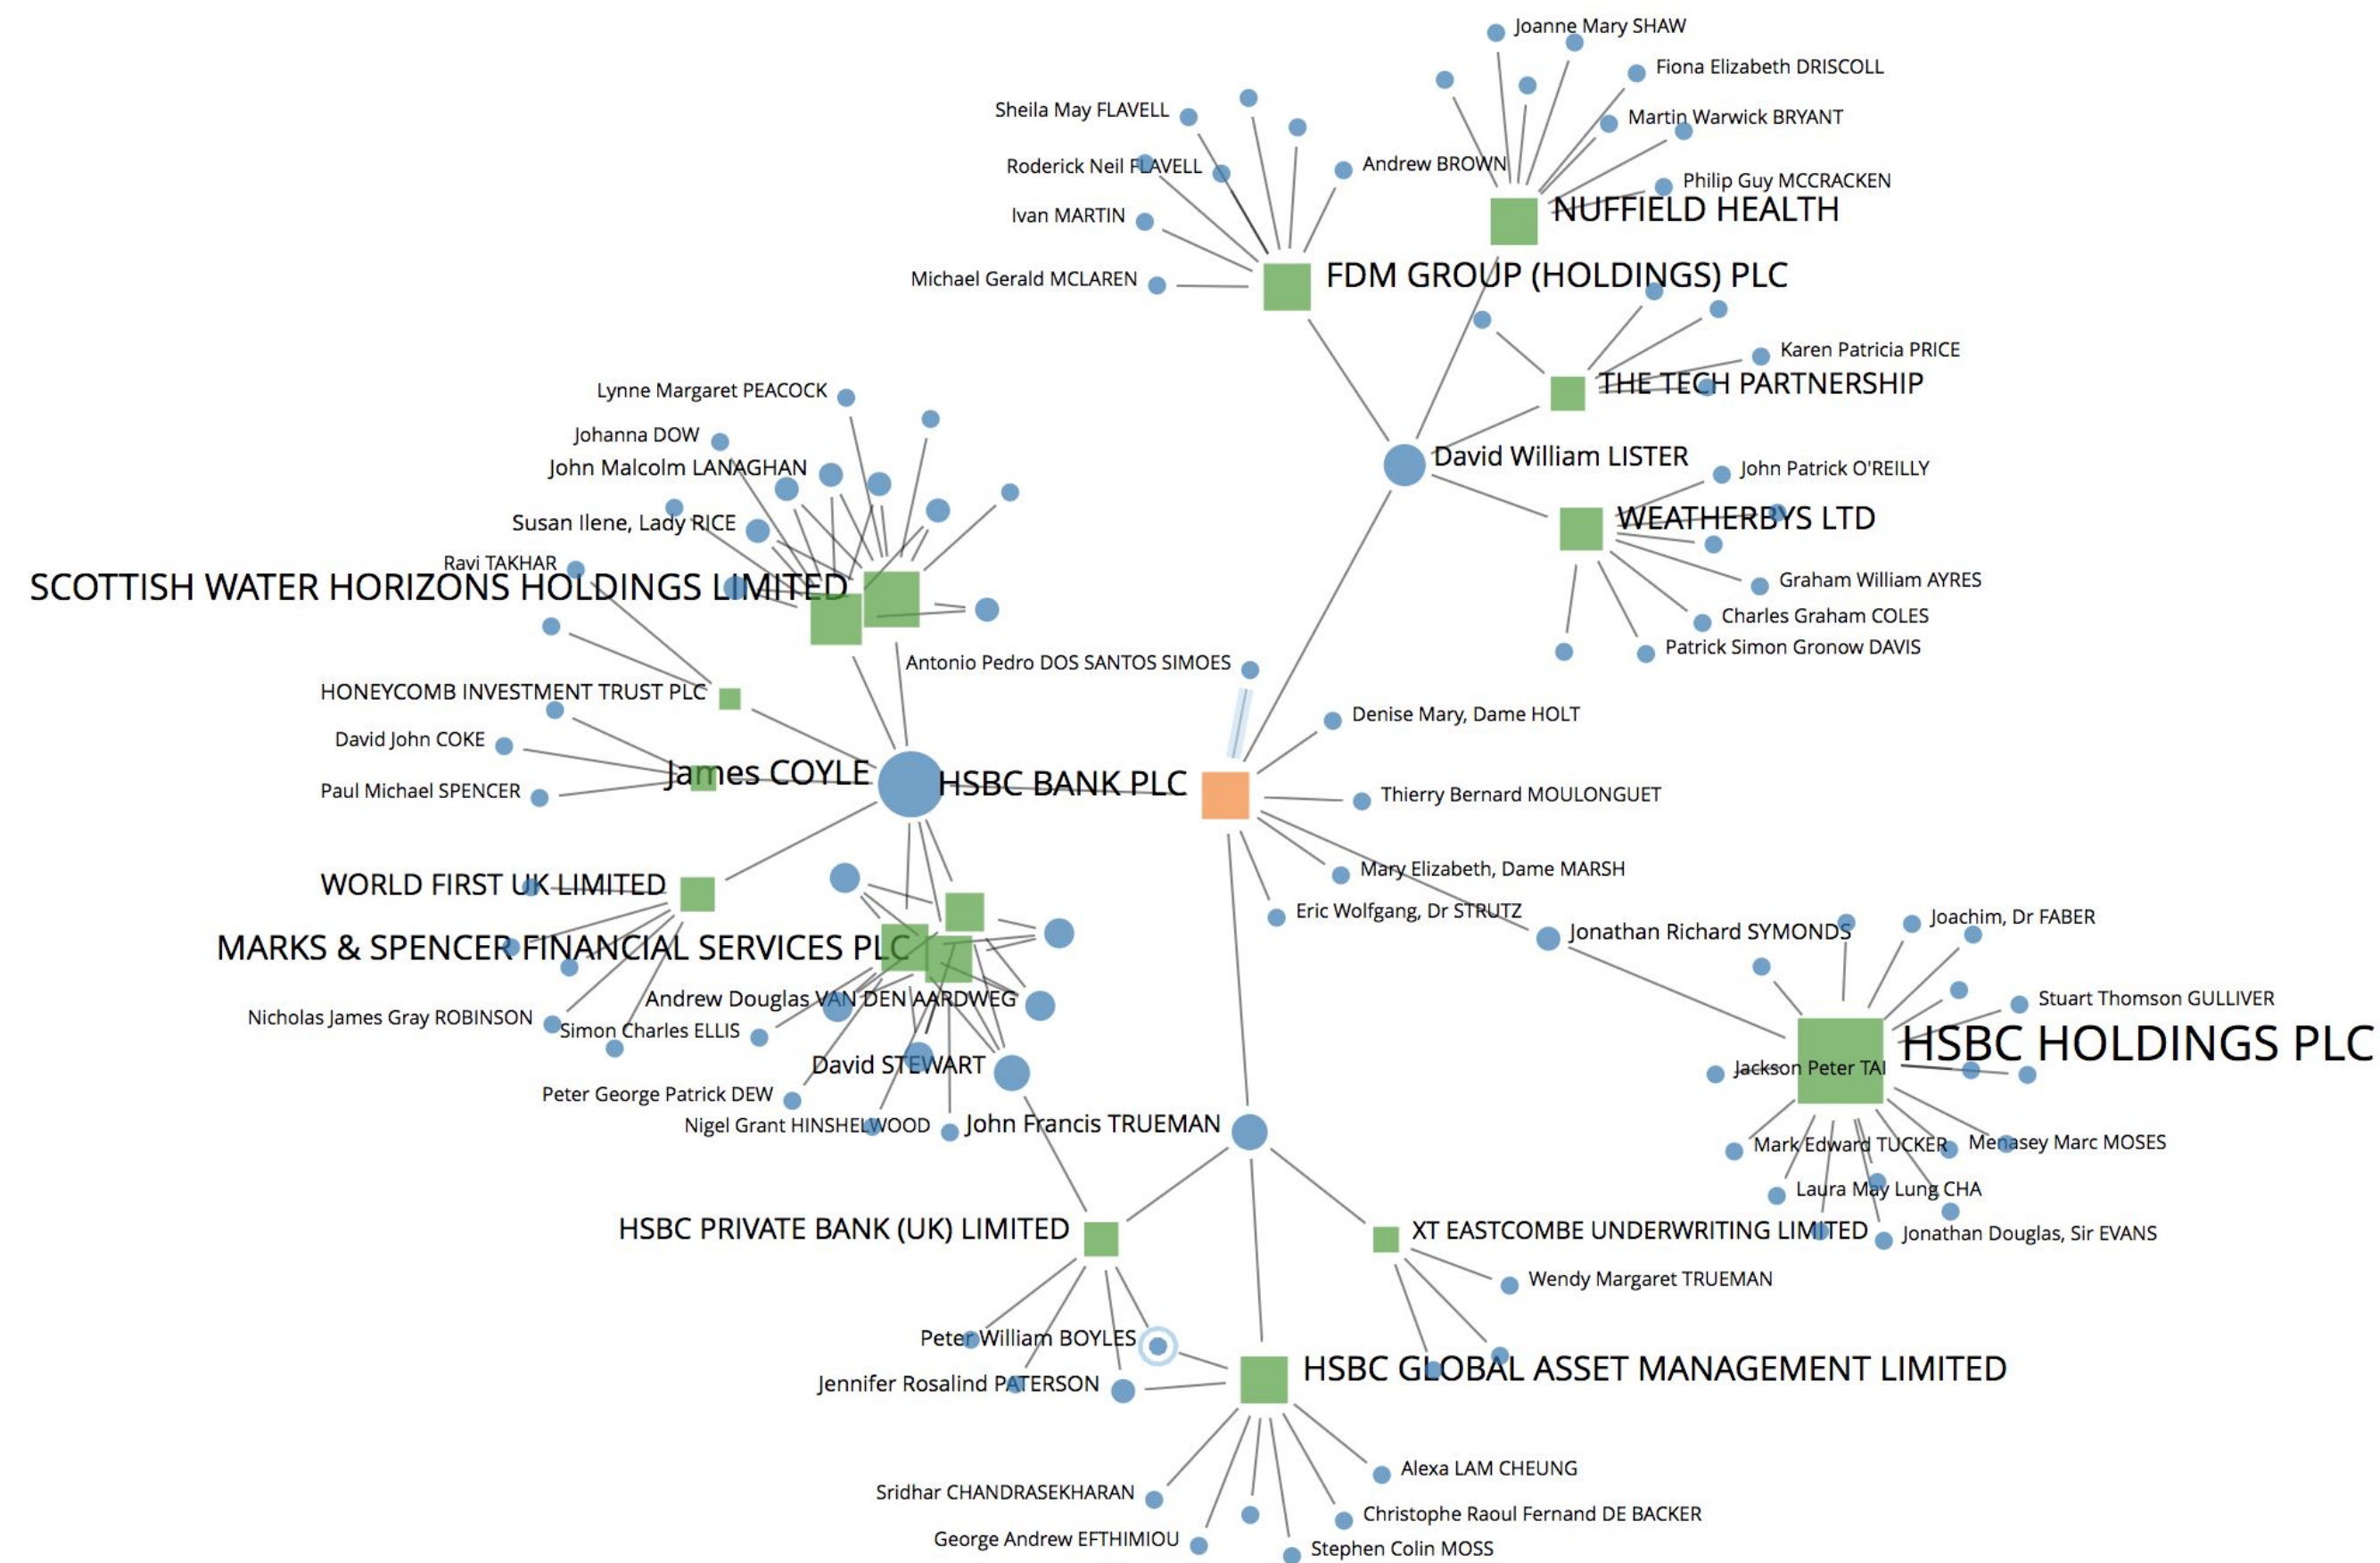 Joanne Mary SHAW
Fiona Elizabeth DRISCOLL
Sheila May FLAVELL
Martin Warwick BRYANT
Roderick Neil FLAVELL
Andrew BROWN
Philip Guy MCCRACKEN
NUFFIELD HEALTH
Ivan MARTIN
Michael Gerald MCLAREN
FDM GROUP (HOLDINGS) PLC
Karen Patricia PRICE
THE TECH PARTNERSHIP
Lynne Margaret PEACOCK
Johanna DOW
David William LISTER
John Malcolm LANAGHAN
John Patrick O'REILLY
Susan Ilene, Lady RICE
WEATHERBYS LTD
Ravi TAKHAR
SCOTTISH WATER HORIZONS HOLDINGS LIMITED
Graham William AYRES
Charles Graham COLES
Patrick Simon Gronow DAVIS
Antonio Pedro DOS SANTOS SIMOES
HONEYCOMB INVESTMENT TRUST PLC
Denise Mary, Dame HOLT
David John COKE
James COYLE
HSBC BANK PLC
Paul Michael SPENCER
Thierry Bernard MOULONGUET
Mary Elizabeth, Dame MARSH
WORLD FIRST UK LIMITED
Eric Wolfgang, Dr STRUTZ
Jonathan Richard SYMONDS
Joachim, Dr FABER
MARKS & SPENCER FINANCIAL SERVICES PLC
Andrew Douglas VAN DEN AARDWEG
Stuart Thomson GULLIVER
Nicholas James Gray ROBINSON
Simon Charles ELLIS
HSBC HOLDINGS PLC
David STEWART
Jackson Peter TAI
Peter George Patrick DEW
Nigel Grant HINSHELWOOD
John Francis TRUEMAN
Mark Edward TUCKER
Menasey Marc MOSES
Laura May Lung CHA
HSBC PRIVATE BANK (UK) LIMITED
XT EASTCOMBE UNDERWRITING LIMITED
Jonathan Douglas, Sir EVANS
Wendy Margaret TRUEMAN
Peter William BOYLES
HSBC GLOBAL ASSET MANAGEMENT LIMITED
Jennifer Rosalind PATERSON
Alexa LAM CHEUNG
Sridhar CHANDRASEKHARAN
Christophe Raoul Fernand DE BACKER
George Andrew EFTHIMIOU
Stephen Colin MOSS